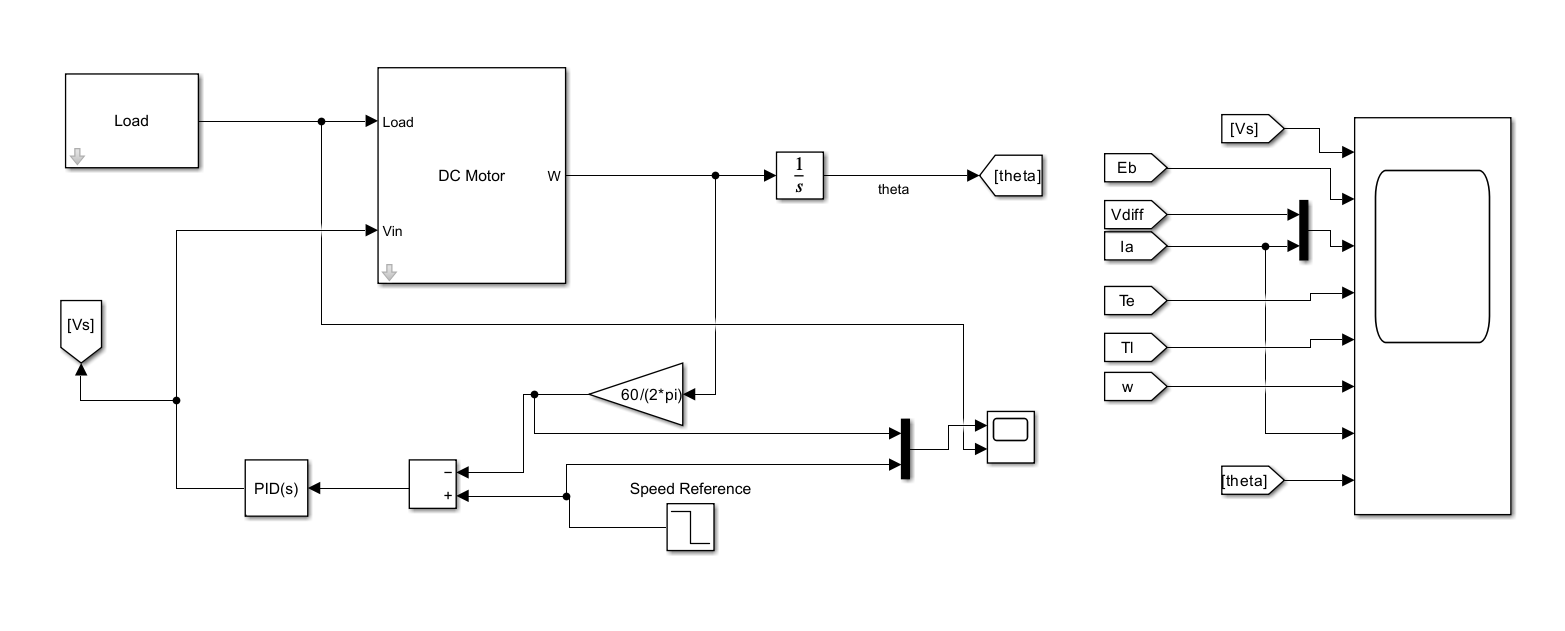 Load
Load
DC Motor
W
Vin
1
s
theta
[theta]
[Vs]
60/(2*pi)
PID(s)
−
+
Speed Reference
[Vs]
Eb
Vdiff
Ia
Te
Tl
w
[theta]